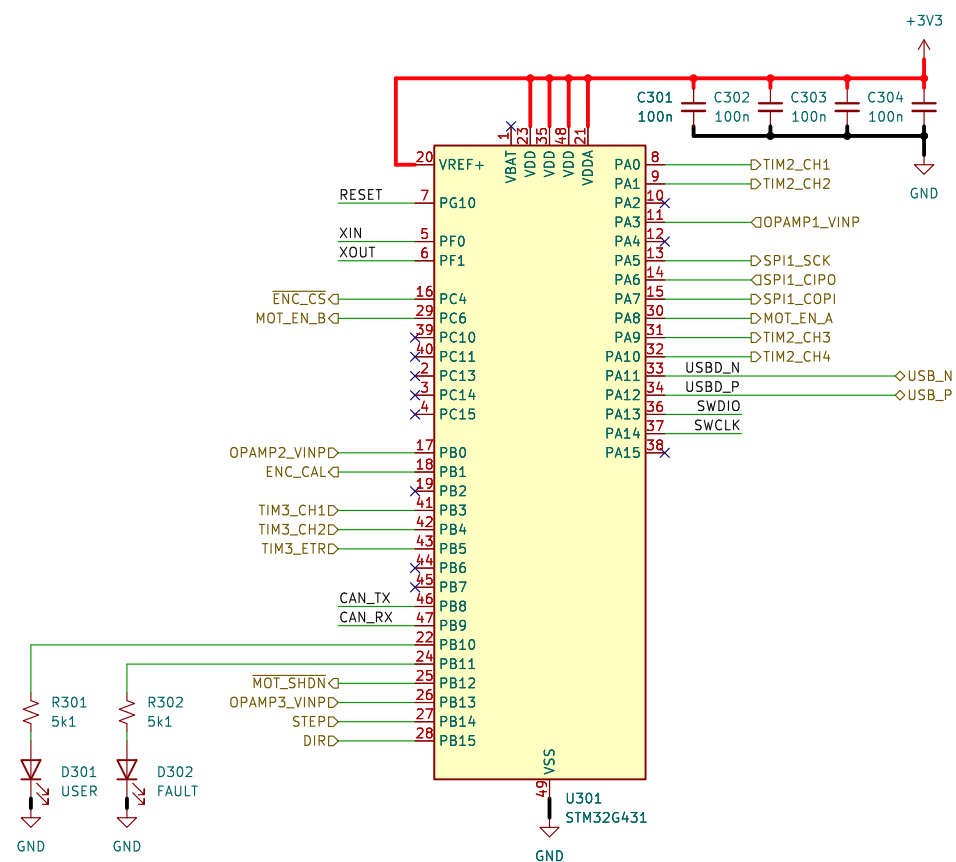 +3V3
C301
100n
C302
100n
C303
100n
C304
100n
GND
1
23
35
48
21
VBAT
VDD
VDD
VDD
VDDA
20
VREF+
RESET
7
PG10
XIN
5
PF0
XOUT
6
PF1
ENC_CS
16
PC4
MOT_EN_B
29
PC6
39
PC10
40
PC11
2
PC13
3
PC14
4
PC15
OPAMP2_VINP
17
PB0
ENC_CAL
18
PB1
19
PB2
TIM3_CH1
41
PB3
TIM3_CH2
42
PB4
TIM3_ETR
43
PB5
44
PB6
45
PB7
CAN_TX
46
PB8
CAN_RX
47
PB9
22
PB10
24
PB11
MOT_SHDN
25
PB12
OPAMP3_VINP
26
PB13
STEP
27
PB14
DIR
28
PB15
PA0
8
TIM2_CH1
PA1
9
TIM2_CH2
PA2
10
PA3
11
OPAMP1_VINP
PA4
12
PA5
13
SPI1_SCK
PA6
14
SPI1_CIPO
PA7
15
SPI1_COPI
PA8
30
MOT_EN_A
PA9
31
TIM2_CH3
PA10
32
TIM2_CH4
PA11
33
USBD_N
USB_N
PA12
34
USBD_P
USB_P
PA13
36
SWDIO
PA14
37
SWCLK
PA15
38
R301
5k1
R302
5k1
D301
USER
D302
FAULT
GND
GND
VSS
49
U301
STM32G431
GND